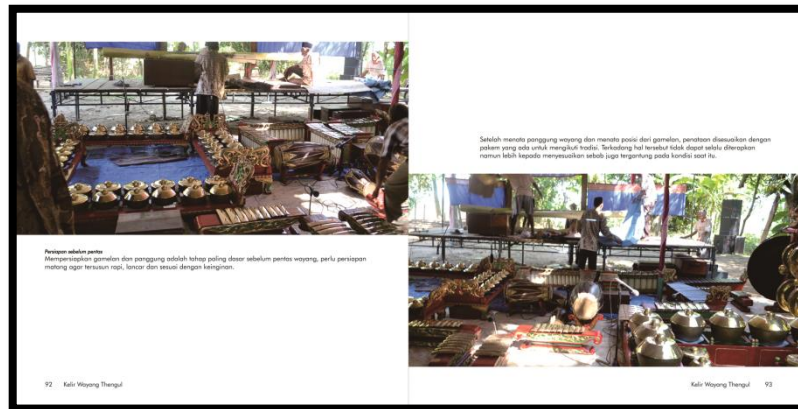 Persiapan sebelum pentas
Mempersiapkan gamelan dan panggung adalah tahap paling dasar sebelum pentas wayang, perlu persiapan
matang agar tersusun rapi, lancar dan sesuai dengan keinginan.
92 Kelir Wayang Thengul
Setelah menata panggung wayang dan menata posisi dari gamelan, penataan disesuaikan dengan
pakem yang ada untuk mengikuti tradisi. Terkadang hal tersebut tidak dapat selalu diterapkan
namun lebih kepada menyesuaikan sebab juga tergantung pada kondisi saat itu.
Kelir Wayang Thengul 93